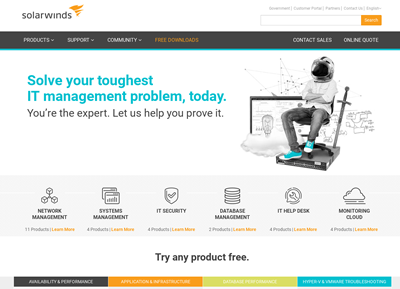 solarwinds
Government | Customer Portal | Partners | Contact Us | English
Search
PRODUCTS SUPPORT COMMUNITY FREE DOWNLOADS CONTACT SALES ONLINE QUOTE
Solve your toughest
IT management problem, today.
You're the expert. Let us help you prove it.
NETWORK MANAGEMENT
11 Products | Learn More
SYSTEMS MANAGEMENT
4 Products | Learn More
IT SECURITY
4 Products | Learn More
DATABASE MANAGEMENT
2 Products | Learn More
IT HELP DESK
4 Products | Learn More
MONITORING CLOUD
4 Products | Learn More
Try any product free.
AVAILABILITY & PERFORMANCE APPLICATION & INFRASTRUCTURE DATABASE PERFORMANCE HYPER-V & VMWARE TROUBLESHOOTING